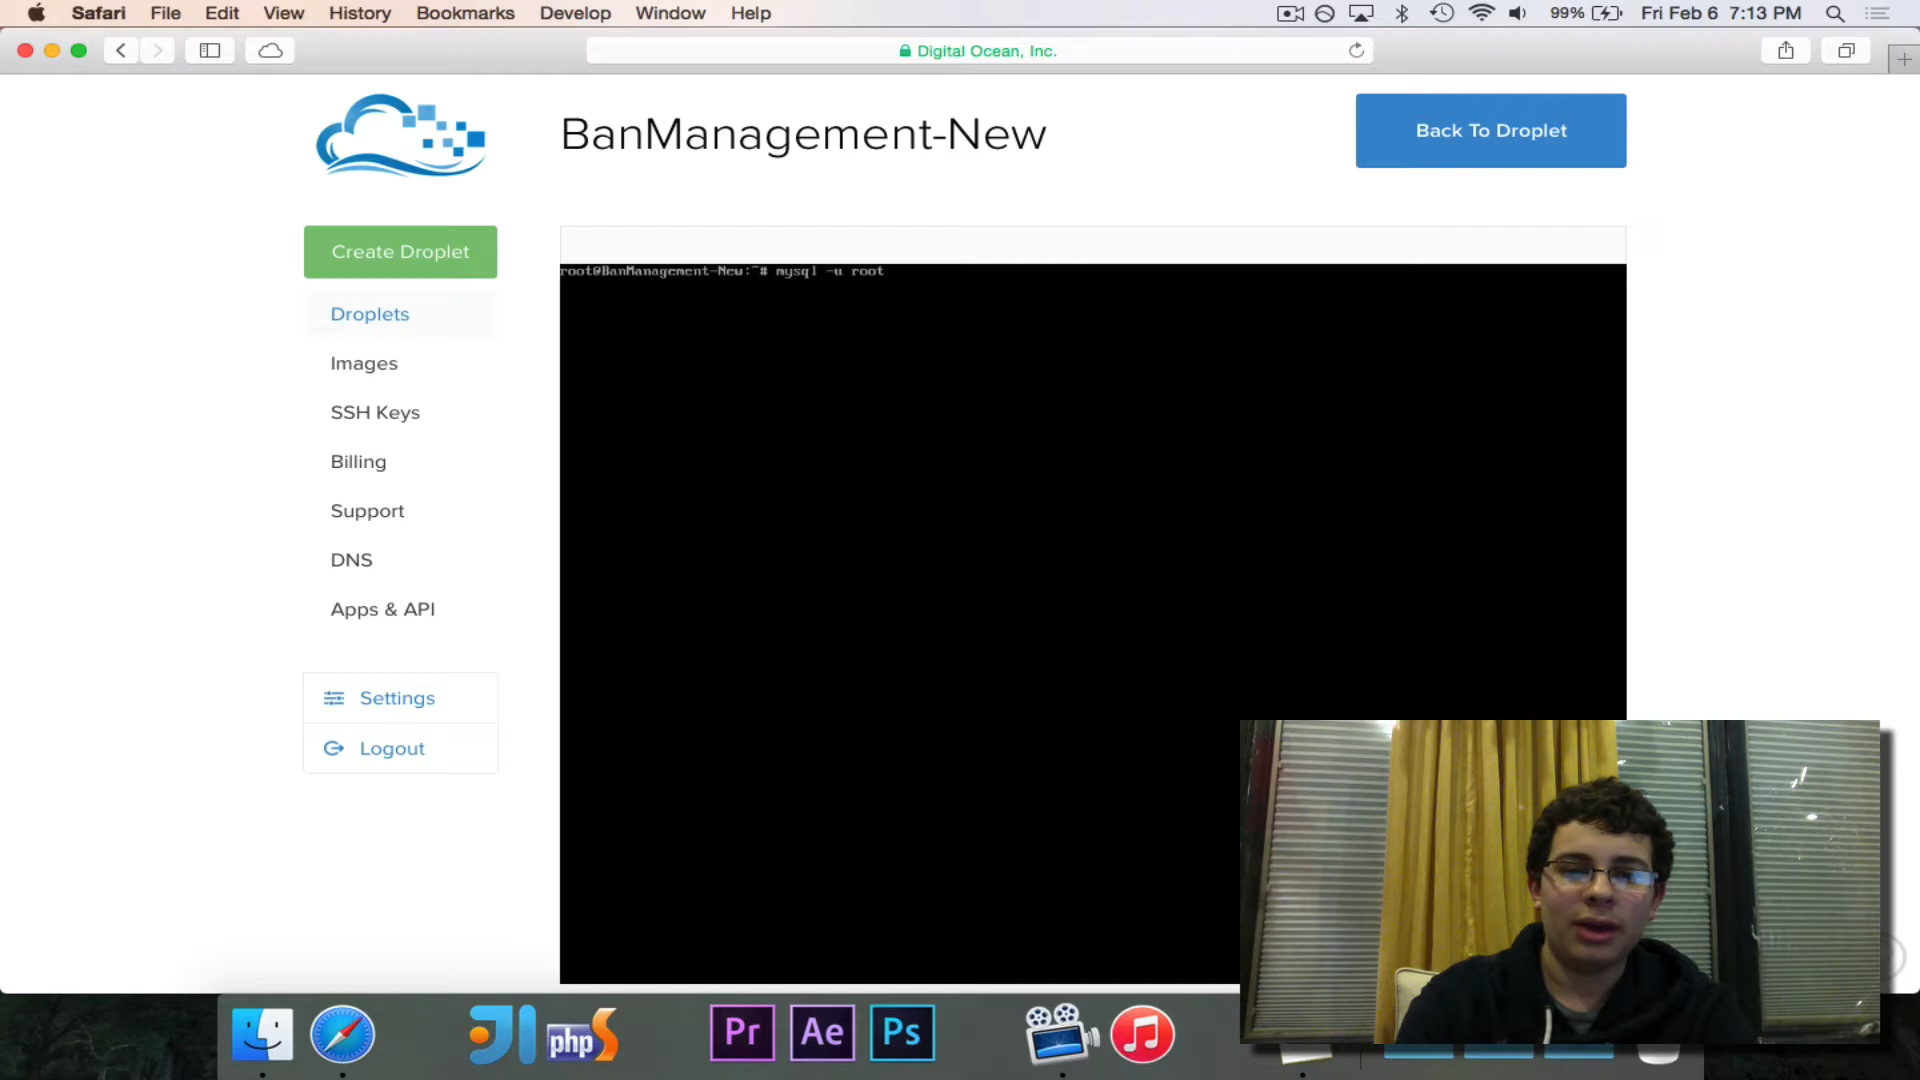 Safari File Edit View History Bookmarks Develop Window Help 99% Fri Feb 6 7:13 PM
Digital Ocean, Inc.
BanManagement-New
Back To Droplet
Create Droplet
root@BanManagement-New:~# mysql -u root
Droplets
Images
SSH Keys
Billing
Support
DNS
Apps & API
Settings
Logout
JI
php
Pr
Ae
Ps